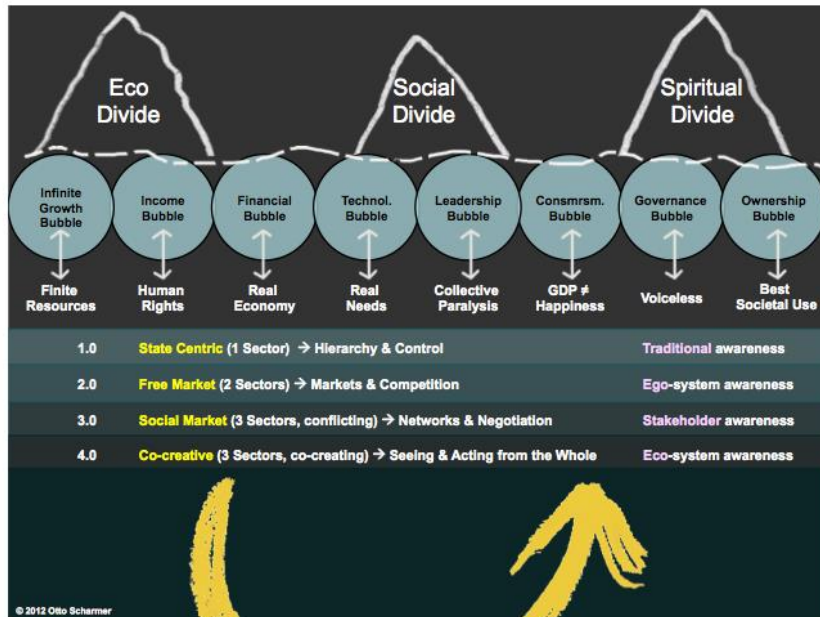 Eco
Divide
Social
Divide
Spiritual
Divide
Infinite
Growth
Bubble
Income
Bubble
Financial
Bubble
Technol.
Bubble
Leadership
Bubble
Consmrsm.
Bubble
Governance
Bubble
Ownership
Bubble
Finite
Resources
Human
Rights
Real
Economy
Real
Needs
Collective
Paralysis
GDP ≠
Happiness
Voiceless
Best
Societal Use
1.0 State Centric (1 Sector) → Hierarchy & Control Traditional awareness
2.0 Free Market (2 Sectors) → Markets & Competition Ego-system awareness
3.0 Social Market (3 Sectors, conflicting) → Networks & Negotiation Stakeholder awareness
4.0 Co-creative (3 Sectors, co-creating) → Seeing & Acting from the Whole Eco-system awareness
© 2012 Otto Scharmer